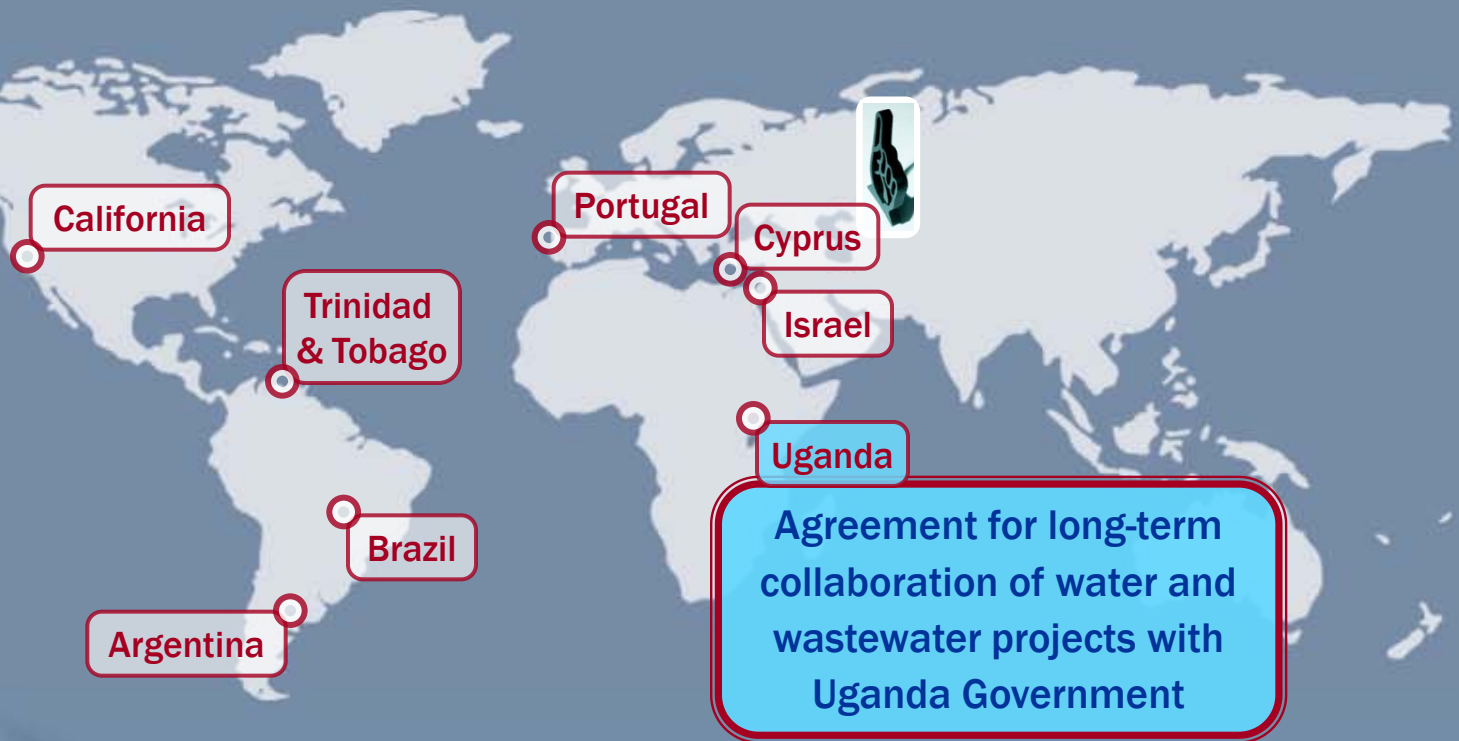 California
Portugal
Cyprus
Trinidad
& Tobago
Israel
Uganda
Agreement for long-term
collaboration of water and
wastewater projects with
Uganda Government
Brazil
Argentina